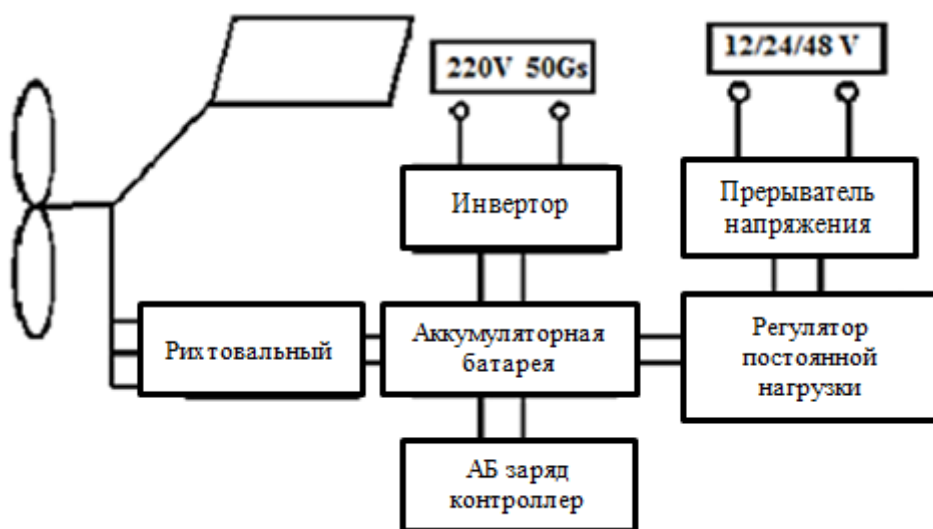 12/24/48 V
220V 50Gs
Инвертор
Прерыватель
напряжения
Рихтовальный
Аккумуляторная
батарея
Регулятор
постоянной
нагрузки
АБ заряд
контроллер